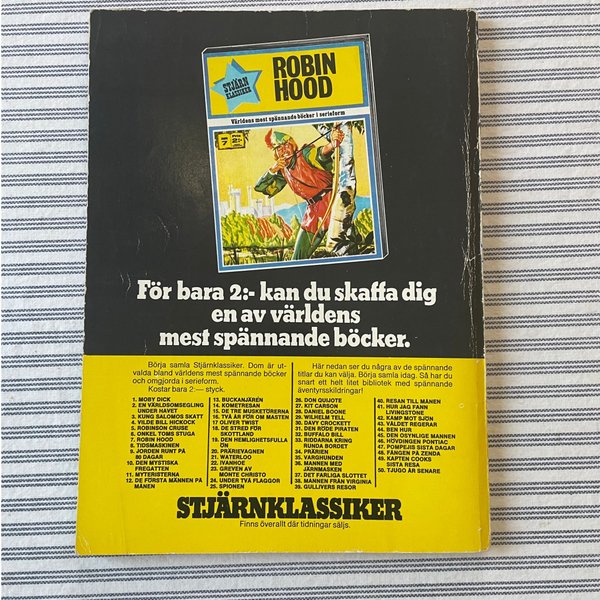 STJÄRN
KLASSIKER
ROBIN
HOOD
Världens mest spännande böcker i serieform
7
2:-
För bara 2:- kan du skaffa dig
en av världens
mest spännande böcker.
Börja samla Stjärnklassiker. Dom är ut-
valda bland världens mest spännande böcker
och omgjorda i serieform.
Kostar bara 2:— styck.
Här nedan ser du några av de spännande
titlar du kan välja. Börja samla idag. Så har du
snart ett helt litet bibliotek med spännande
äventyrsskildringar!
1. MOBY DICK
2. EN VÄRLDSOMSEGLING
UNDER HAVET
3. KUNG SALOMOS SKATT
4. VILDE BILL HICKOCK
5. ROBINSON CRUISE
6. ONKEL TOMS STUGA
7. ROBIN HOOD
8. TIDSMASKINEN
9. JORDEN RUNT PÅ
80 DAGAR
10. DEN MYSTISKA
FREGATTEN
11. MYTERISTERNA
12. DE FÖRSTA MÄNNEN PÅ
MÅNEN
13. BUCKANJÄREN
14. KOMETRESAN
15. DE TRE MUSKETÖRERNA
16. TVÅ ÅR FÖR OM MASTEN
17. OLIVER TWIST
18. DE STRED FÖR
SKOTTLAND
19. DEN HEMLIGHETSFULLA
ÖN
20. PRÄRIEVAGNEN
21. WATERLOO
22. IVANHOE
23. GREVEN AV
MONTE CHRISTO
24. UNDER TVÅ FLAGGOR
25. SPIONEN
26. DON QUIJOTE
27. KIT CARSON
28. DANIEL BOONE
29. WILHELM TELL
30. DAVY CROCKETT
31. DEN RÖDE PIRATEN
32. BUFFALO BILL
33. RIDDARNA KRING
RUNDA BORDET
34. PRÄRIEN
35. VARGHUNDEN
36. MANNEN MED
JÄRNMASKEN
37. DET FARLIGA SLOTTET
38. MANNEN FRÅN VIRGINIA
39. GULLIVERS RESOR
40. RESAN TILL MÅNEN
41. HUR JAG FANN
LIVINGSTONE
42. KAMP MOT SJÖN
43. VÅLDET REGERAR
44. BEN HUR
45. DEN OSYNLIGE MANNEN
46. HÖVDINGEN PONTIAC
47. POMPEJIS SISTA DAGAR
48. FÅNGEN PÅ ZENDA
49. KAPTEN COOKS
SISTA RESA
50. TJUGO ÅR SENARE
STJÄRNKLASSIKER
Finns överallt där tidningar säljs.